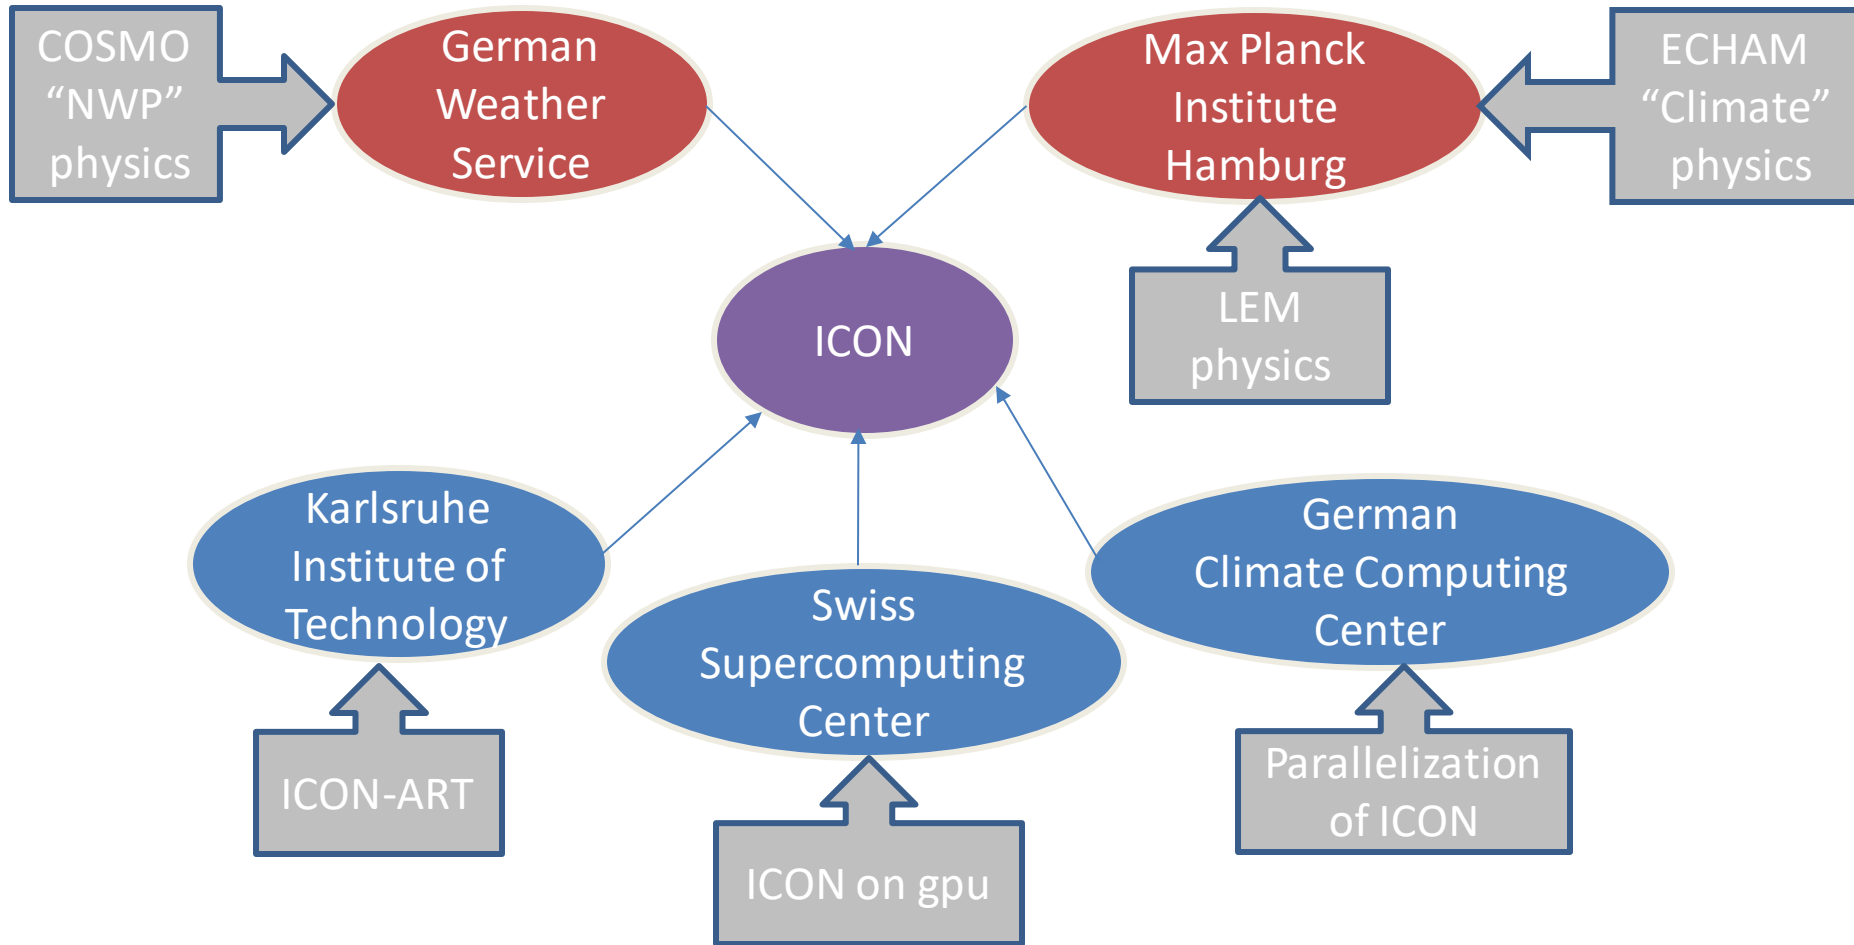 COSMO
“NWP”
physics
German
Weather
Service
Max Planck
Institute
Hamburg
ECHAM
“Climate”
physics
LEM
physics
ICON
Karlsruhe
Institute of
Technology
Swiss
Supercomputing
Center
German
Climate Computing
Center
ICON-ART
ICON on gpu
Parallelization
of ICON